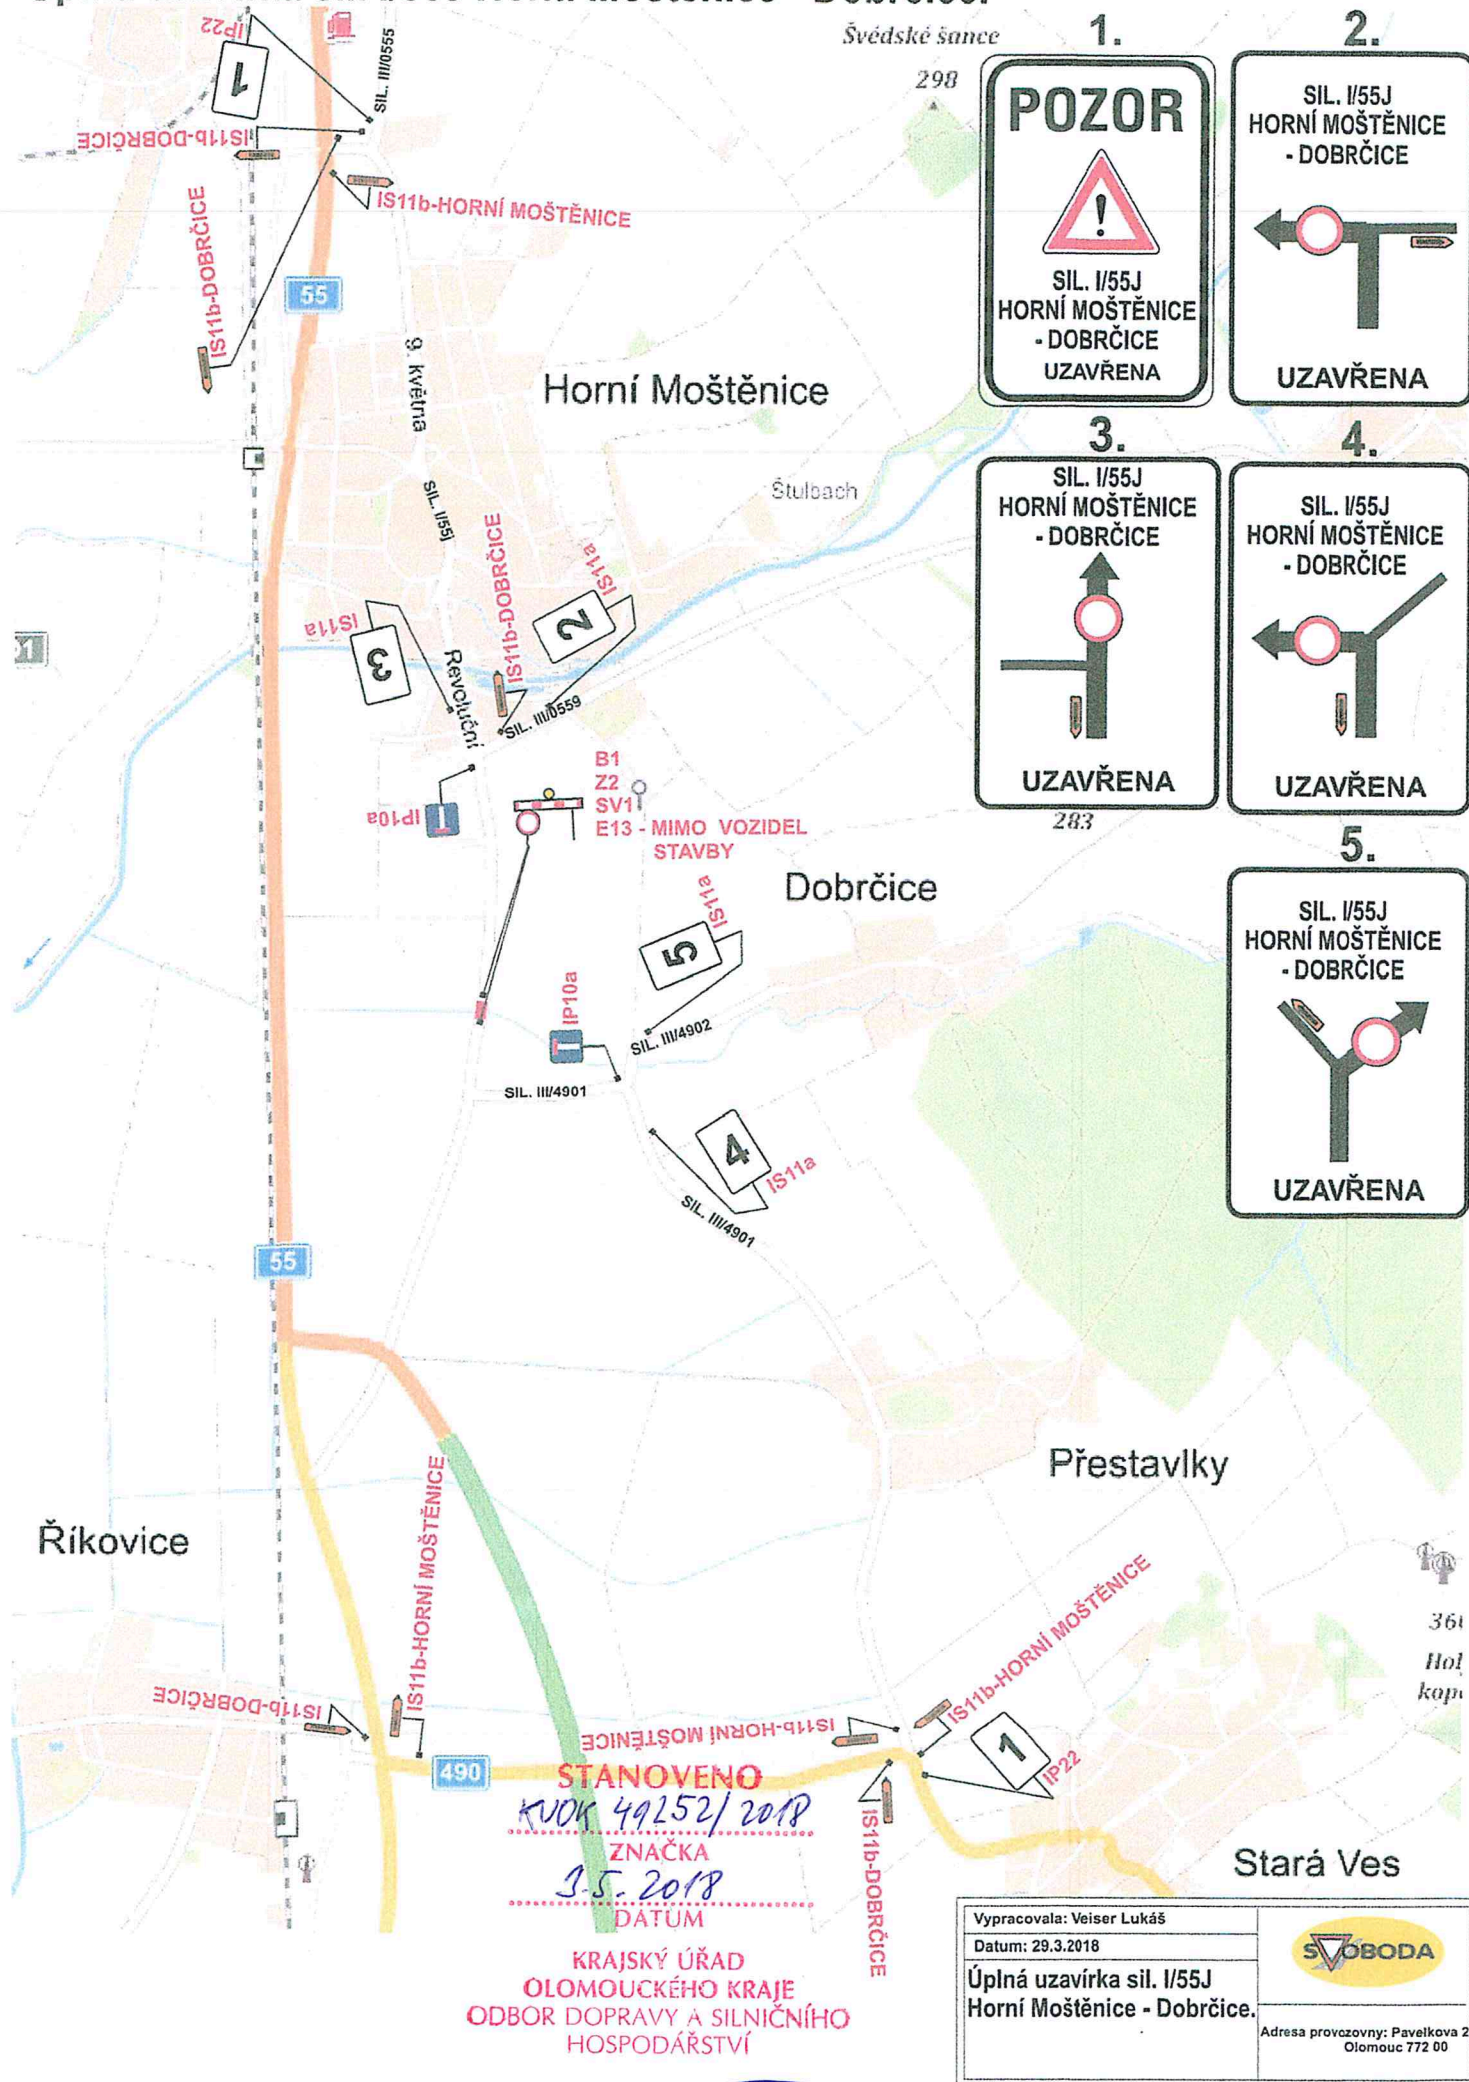 Horní Moštěnice - Dobrčice.
IP22
1
SIL. III/0555
IS11b-DOBRČICE
IS11b-HORNÍ MOŠTĚNICE
IS11b-DOBRČICE
55
9. května
Horní Moštěnice
Švédské šance
298
Štulbach
SIL. I/55j
IS11b-DOBRČICE
IS11a
2
IS11a
3
Revoluční
SIL. III/0559
IP10a
B1
Z2
SV1
E13 - MIMO VOZIDEL
STAVBY
Dobrčice
283
IS11a
5
IP10a
SIL. III/4902
SIL. III/4901
4
IS11a
SIL. III/4901
55
Přestavlky
Říkovice
IS11b-HORNÍ MOŠTĚNICE
IS11b-DOBRČICE
490
IS11b-HORNÍ MOŠTĚNICE
IS11b-HORNÍ MOŠTĚNICE
1
IP22
IS11b-DOBRČICE
Stará Ves
1.
POZOR
!
SIL. I/55J
HORNÍ MOŠTĚNICE
- DOBRČICE
UZAVŘENA
2.
SIL. I/55J
HORNÍ MOŠTĚNICE
- DOBRČICE
UZAVŘENA
3.
SIL. I/55J
HORNÍ MOŠTĚNICE
- DOBRČICE
UZAVŘENA
4.
SIL. I/55J
HORNÍ MOŠTĚNICE
- DOBRČICE
UZAVŘENA
5.
SIL. I/55J
HORNÍ MOŠTĚNICE
- DOBRČICE
UZAVŘENA
STANOVENO
KUOK 49252/2018
ZNAČKA
3.5.2018
DATUM
KRAJSKÝ ÚŘAD
OLOMOUCKÉHO KRAJE
ODBOR DOPRAVY A SILNIČNÍHO
HOSPODÁŘSTVÍ
Vypracovala: Veiser Lukáš
Datum: 29.3.2018
Úplná uzavírka sil. I/55J
Horní Moštěnice - Dobrčice.
SVOBODA
Adresa provozovny: Pavelkova 2
Olomouc 772 00